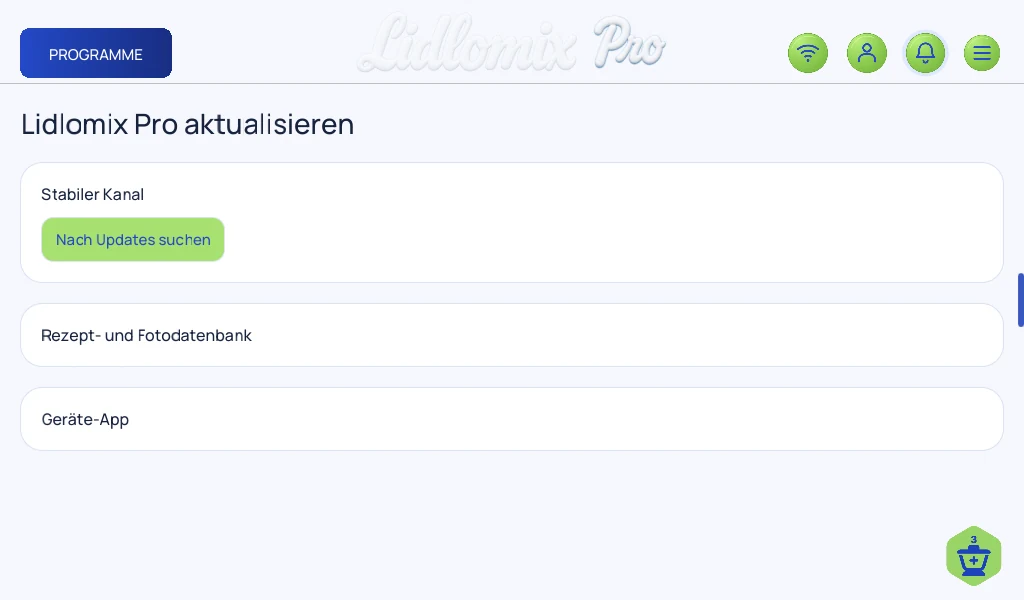 PROGRAMME
Lidlomix Pro
Lidlomix Pro aktualisieren
Stabiler Kanal
Nach Updates suchen
Rezept- und Fotodatenbank
Geräte-App
3